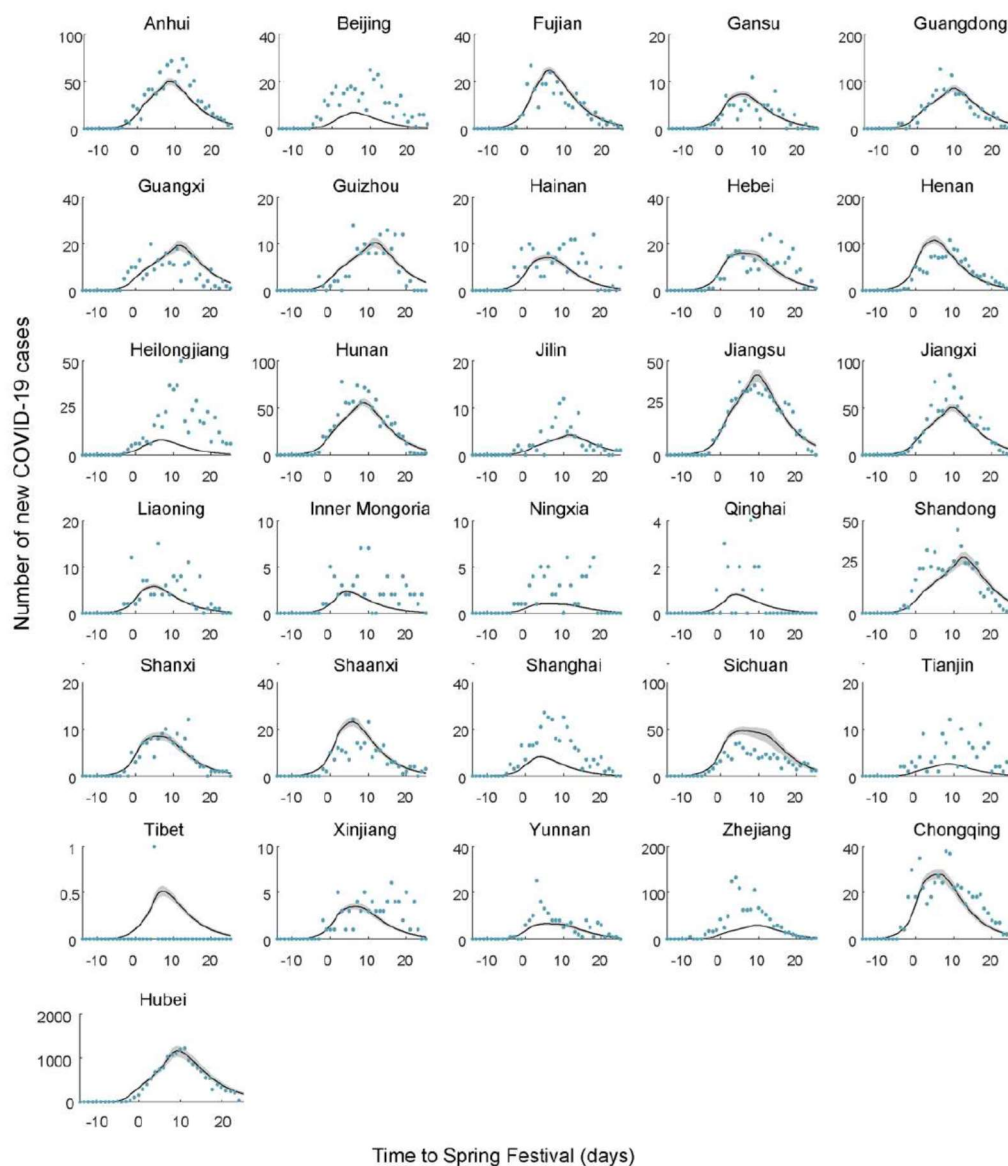 Anhui Beijing Fujian Gansu Guangdong
100 40 40 20 200
50 20 20 10 100
0 0 0 0 0
-10 0 10 20 -10 0 10 20 -10 0 10 20 -10 0 10 20 -10 0 10 20
Guangxi Guizhou Hainan Hebei Henan
40 20 20 40 200
20 10 10 20 100
0 0 0 0 0
-10 0 10 20 -10 0 10 20 -10 0 10 20 -10 0 10 20 -10 0 10 20
Heilongjiang Hunan Jilin Jiangsu Jiangxi
50 100 20 50 100
25 50 10 25 50
0 0 0 0 0
-10 0 10 20 -10 0 10 20 -10 0 10 20 -10 0 10 20 -10 0 10 20
Number of new COVID-19 cases
Liaoning Inner Mongoria Ningxia Qinghai Shandong
20 10 10 4 50
10 5 5 2 25
0 0 0 0 0
-10 0 10 20 -10 0 10 20 -10 0 10 20 -10 0 10 20 -10 0 10 20
Shanxi Shaanxi Shanghai Sichuan Tianjin
20 40 40 100 20
10 20 20 50 10
0 0 0 0 0
-10 0 10 20 -10 0 10 20 -10 0 10 20 -10 0 10 20 -10 0 10 20
Tibet Xinjiang Yunnan Zhejiang Chongqing
1 10 40 200 40
0.5 5 20 100 20
0 0 0 0 0
-10 0 10 20 -10 0 10 20 -10 0 10 20 -10 0 10 20 -10 0 10 20
Hubei
2000
1000
0
-10 0 10 20
Time to Spring Festival (days)